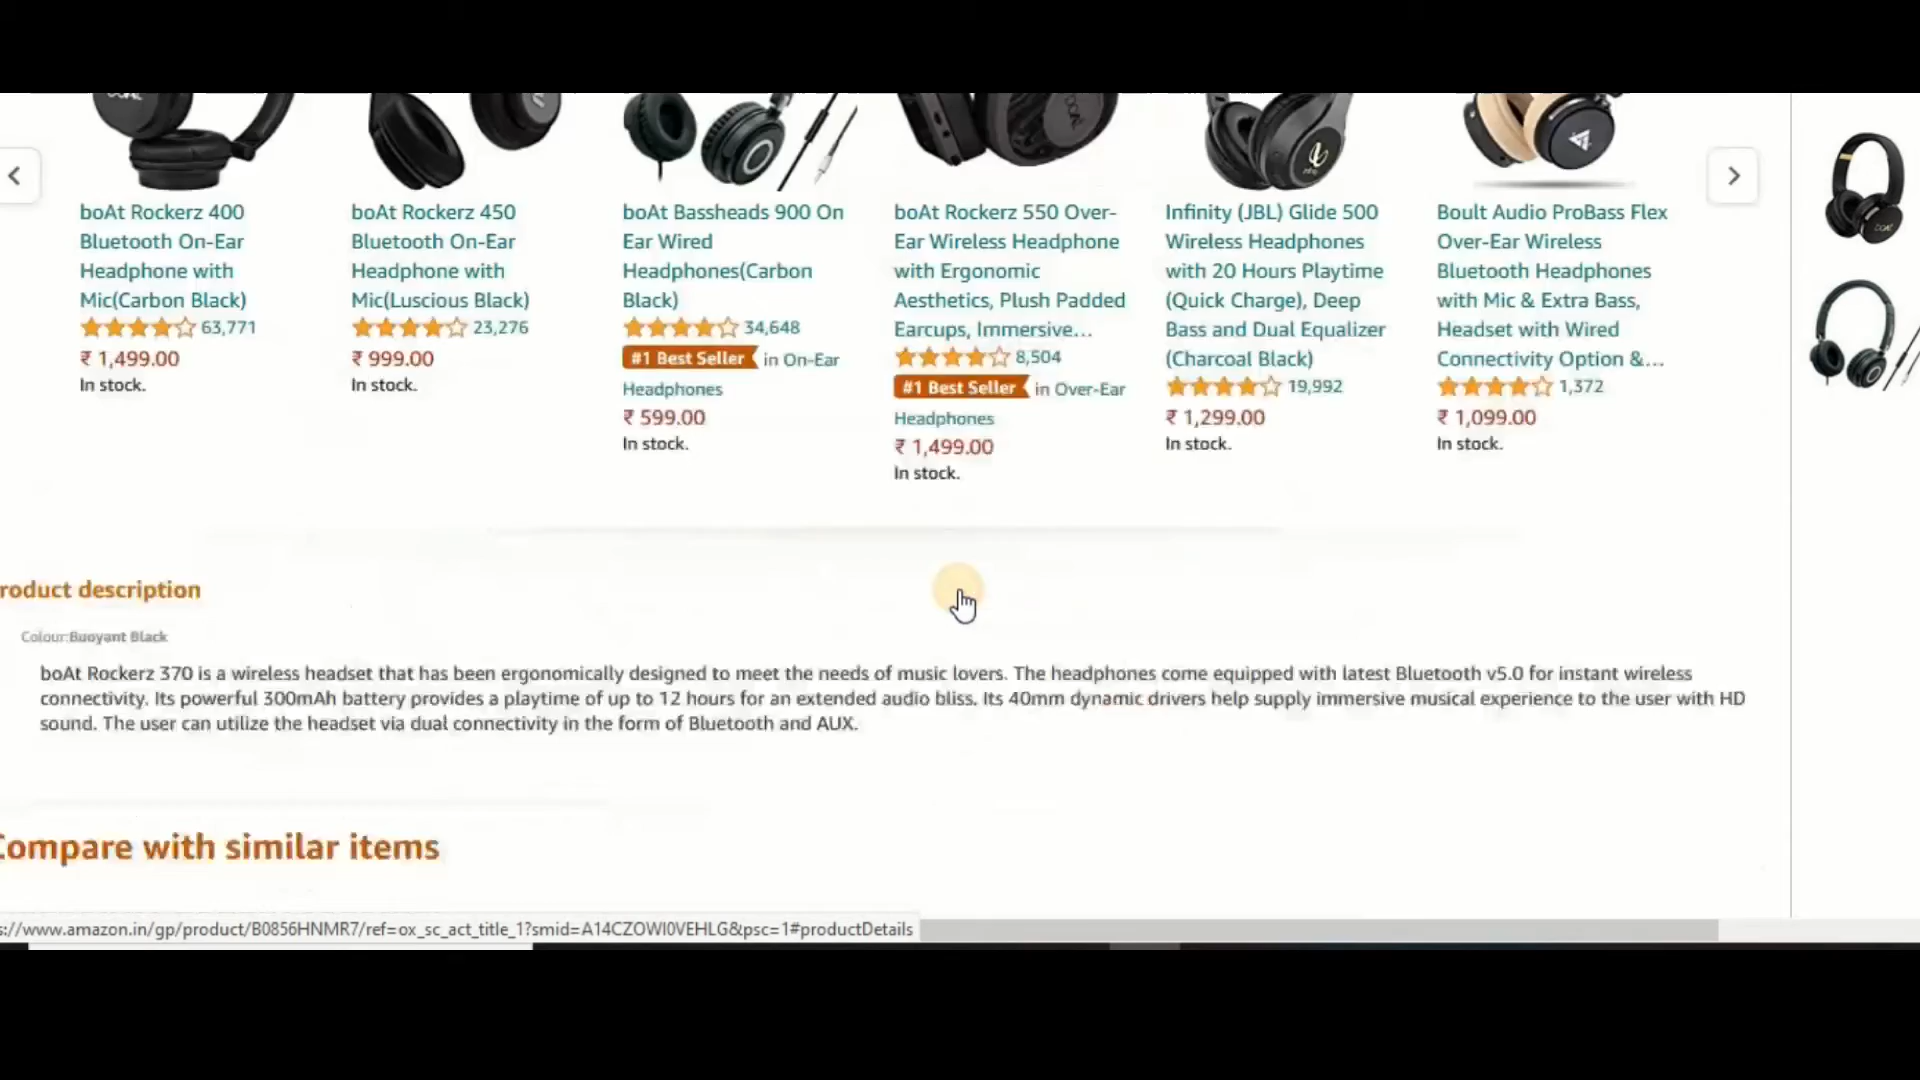 boAt Rockerz 400
Bluetooth On-Ear
Headphone with
Mic(Carbon Black)
63,771
₹ 1,499.00
In stock.
boAt Rockerz 450
Bluetooth On-Ear
Headphone with
Mic(Luscious Black)
23,276
₹ 999.00
In stock.
boAt Bassheads 900 On
Ear Wired
Headphones(Carbon
Black)
34,648
#1 Best Seller in On-Ear
Headphones
₹ 599.00
In stock.
boAt Rockerz 550 Over-
Ear Wireless Headphone
with Ergonomic
Aesthetics, Plush Padded
Earcups, Immersive...
8,504
#1 Best Seller in Over-Ear
Headphones
₹ 1,499.00
In stock.
Infinity (JBL) Glide 500
Wireless Headphones
with 20 Hours Playtime
(Quick Charge), Deep
Bass and Dual Equalizer
(Charcoal Black)
19,992
₹ 1,299.00
In stock.
Boult Audio ProBass Flex
Over-Ear Wireless
Bluetooth Headphones
with Mic & Extra Bass,
Headset with Wired
Connectivity Option &...
1,372
₹ 1,099.00
In stock.
roduct description
Colour:Buoyant Black
boAt Rockerz 370 is a wireless headset that has been ergonomically designed to meet the needs of music lovers. The headphones come equipped with latest Bluetooth v5.0 for instant wireless
connectivity. Its powerful 300mAh battery provides a playtime of up to 12 hours for an extended audio bliss. Its 40mm dynamic drivers help supply immersive musical experience to the user with HD
sound. The user can utilize the headset via dual connectivity in the form of Bluetooth and AUX.
Compare with similar items
s://www.amazon.in/gp/product/B0856HNMR7/ref=ox_sc_act_title_1?smid=A14CZOWI0VEHLG&psc=1#productDetails